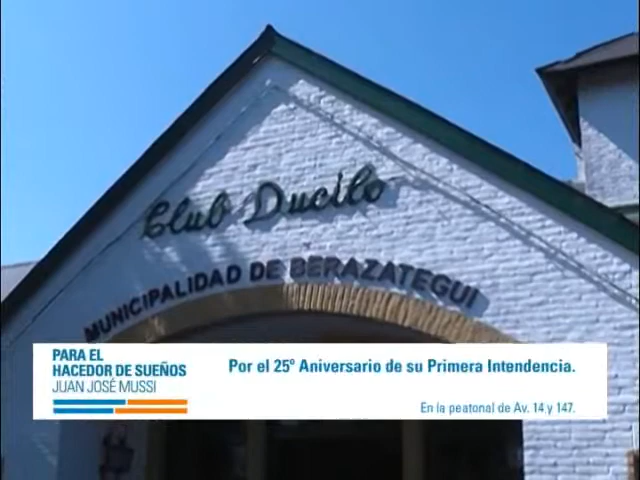 Club Ducilo
MUNICIPALIDAD DE BERAZATEGUI
PARA EL
HACEDOR DE SUEÑOS
JUAN JOSÉ MUSSI
Por el 25º Aniversario de su Primera Intendencia.
En la peatonal de Av. 14 y 147.